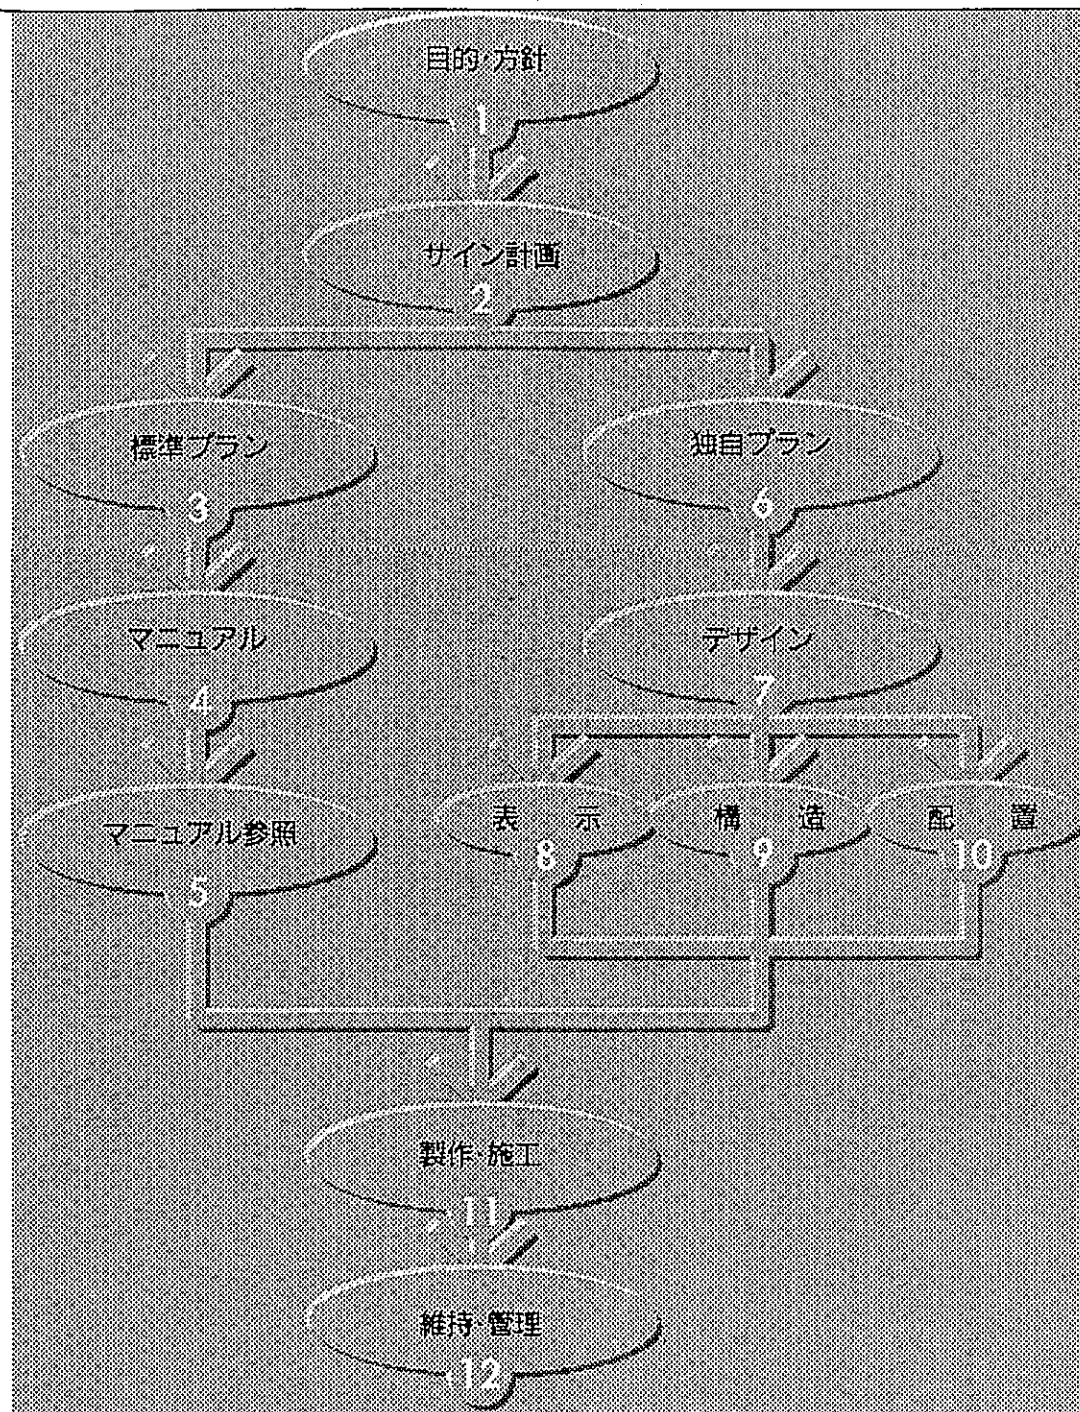 目的・方針
1
サイン計画
2
標準プラン
3
独自プラン
6
マニュアル
4
デザイン
7
マニュアル参照
5
表 示
8
構 造
9
配 置
10
製作・施工
11
維持・管理
12